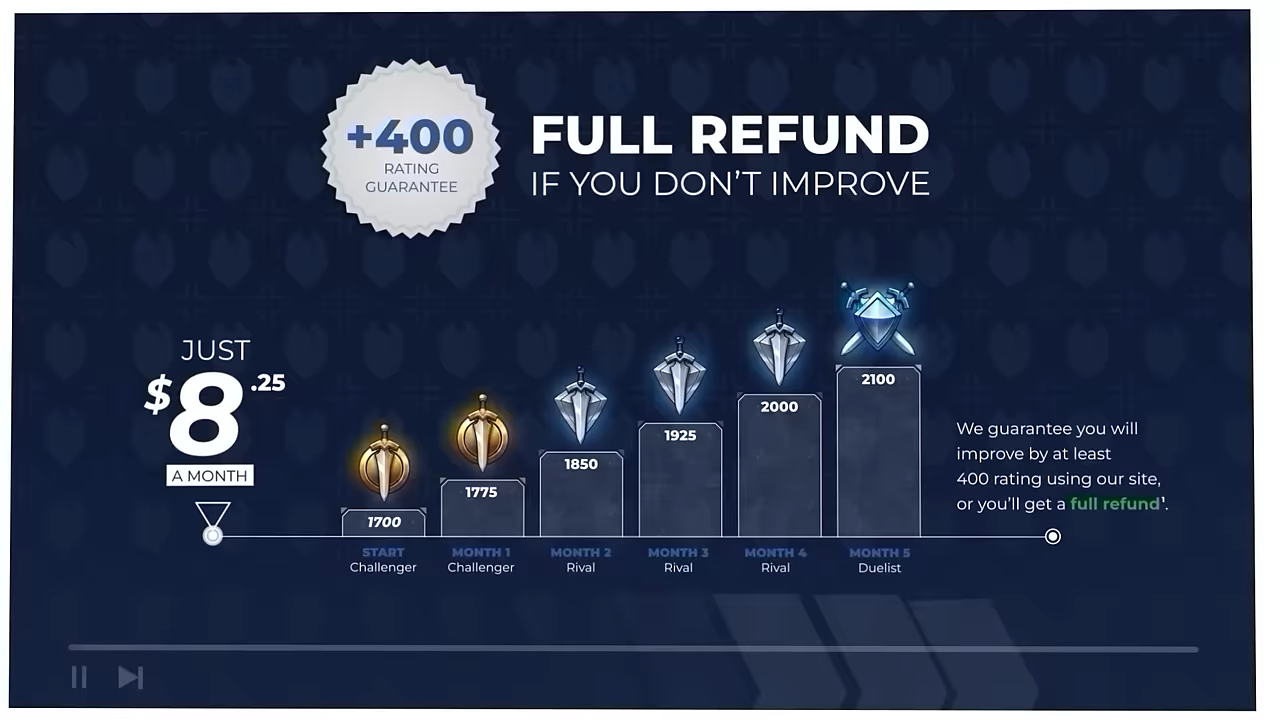 +400
RATING
GUARANTEE
FULL REFUND
IF YOU DON'T IMPROVE
JUST
$8.25
A MONTH
1700
1775
1850
1925
2000
2100
START
Challenger
MONTH 1
Challenger
MONTH 2
Rival
MONTH 3
Rival
MONTH 4
Rival
MONTH 5
Duelist
We guarantee you will
improve by at least
400 rating using our site,
or you'll get a full refund¹.